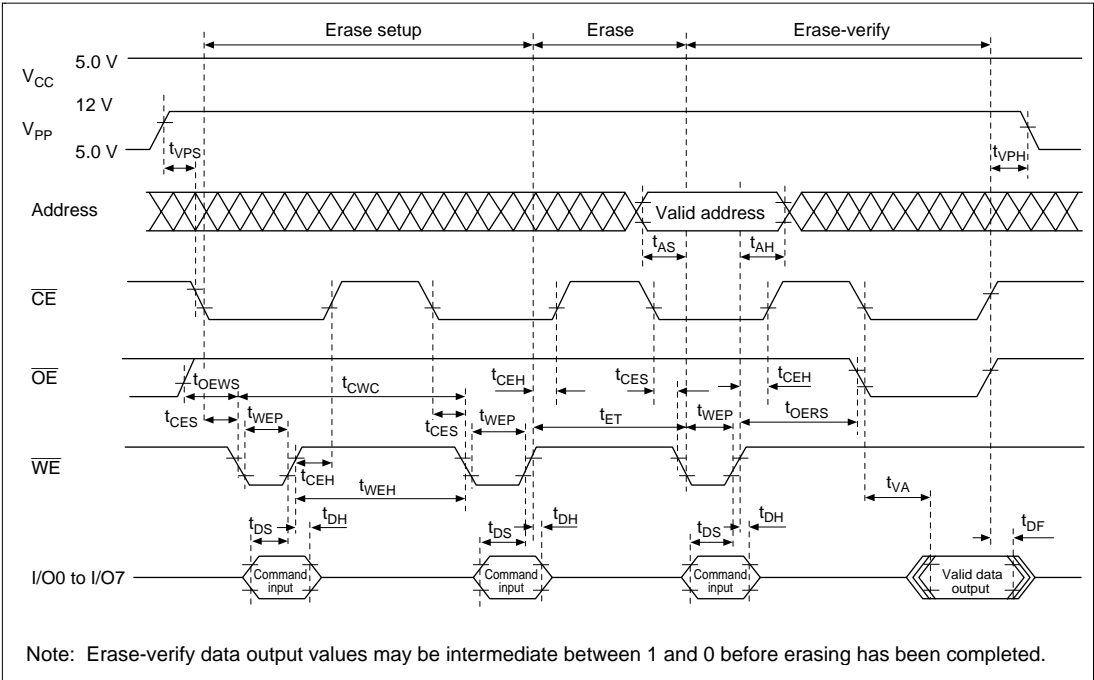 Erase setup Erase Erase-verify
VCC 5.0 V
12 V
VPP
5.0 V
tVPS tVPH
Address Valid address
tAS tAH
CE
OE
tOEWS tCWC tCEH tCES tCEH
tCES tWEP tCES tWEP tET tWEP tOERS
WE
tCEH tWEH tVA
tDS tDH tDS tDH tDS tDH tDF
I/O0 to I/O7 Command input Command input Command input Valid data output
Note: Erase-verify data output values may be intermediate between 1 and 0 before erasing has been completed.